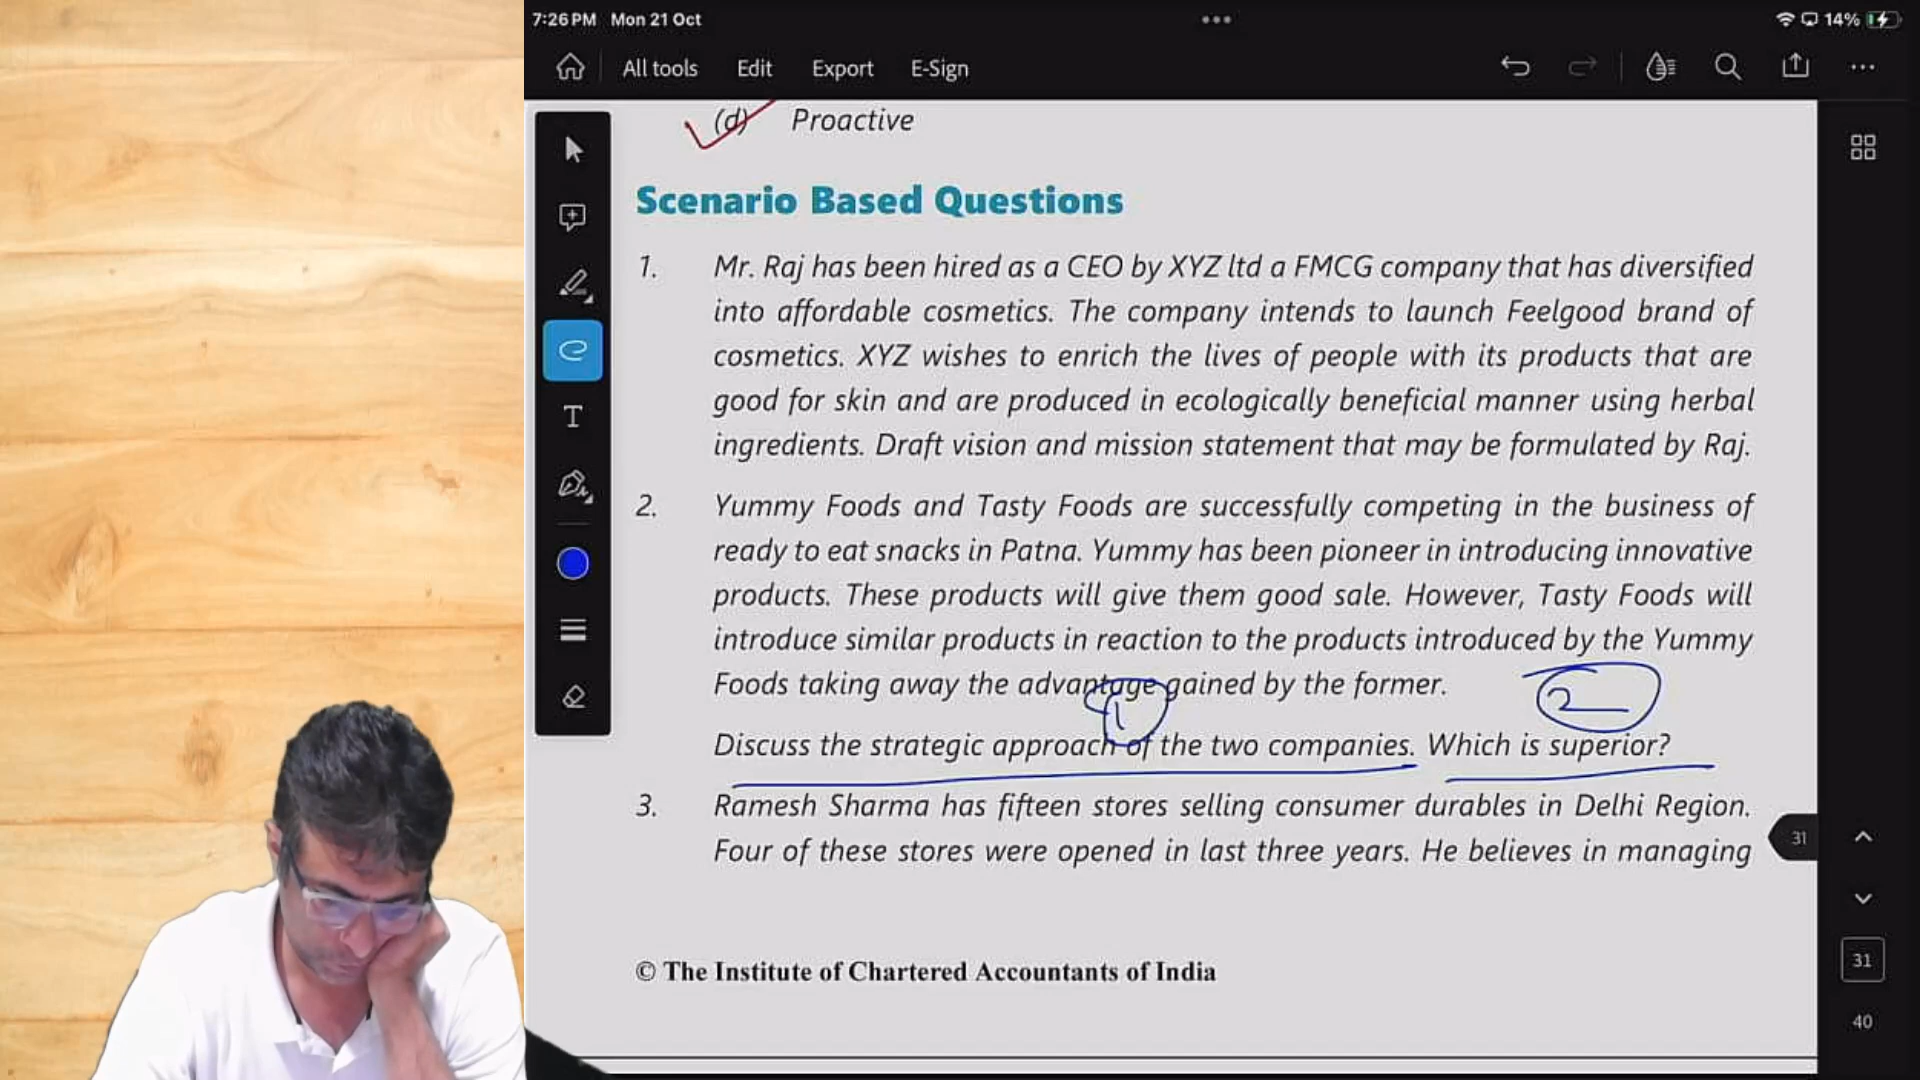 7:26 PM Mon 21 Oct
14%
All tools Edit Export E-Sign
(d) Proactive
Scenario Based Questions
1. Mr. Raj has been hired as a CEO by XYZ ltd a FMCG company that has diversified
into affordable cosmetics. The company intends to launch Feelgood brand of
cosmetics. XYZ wishes to enrich the lives of people with its products that are
good for skin and are produced in ecologically beneficial manner using herbal
ingredients. Draft vision and mission statement that may be formulated by Raj.
2. Yummy Foods and Tasty Foods are successfully competing in the business of
ready to eat snacks in Patna. Yummy has been pioneer in introducing innovative
products. These products will give them good sale. However, Tasty Foods will
introduce similar products in reaction to the products introduced by the Yummy
Foods taking away the advantage gained by the former.
1 2
Discuss the strategic approach of the two companies. Which is superior?
3. Ramesh Sharma has fifteen stores selling consumer durables in Delhi Region.
Four of these stores were opened in last three years. He believes in managing
31
31
40
© The Institute of Chartered Accountants of India